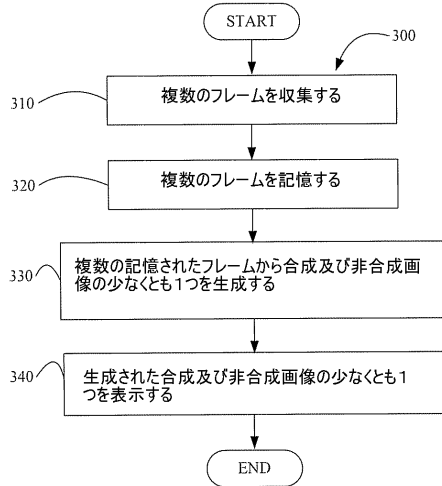 START
300
310
複数のフレームを収集する
320
複数のフレームを記憶する
330
複数の記憶されたフレームから合成及び非合成画
像の少なくとも1つを生成する
340
生成された合成及び非合成画像の少なくとも1
つを表示する
END